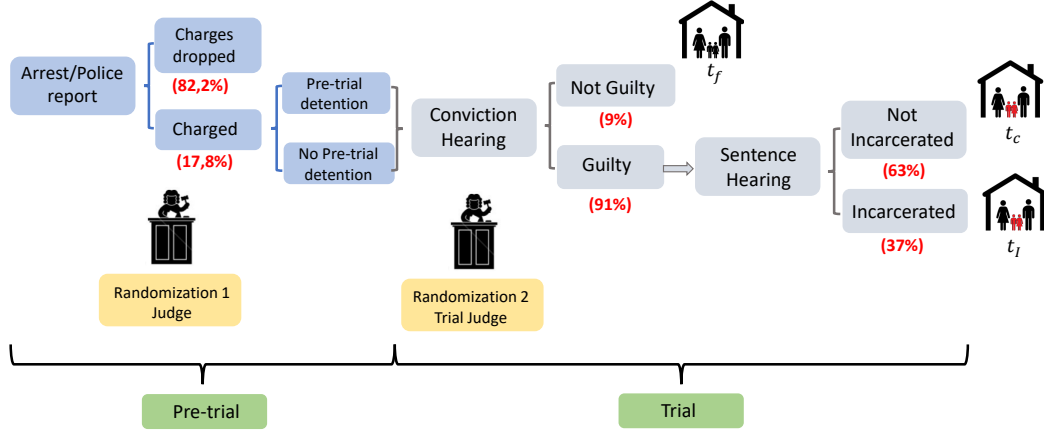 Arrest/Police
report
Charges
dropped
(82,2%)
Charged
(17,8%)
Pre-trial
detention
No Pre-trial
detention
Conviction
Hearing
Not Guilty
(9%)
Guilty
(91%)
t_f
Sentence
Hearing
Not
Incarcerated
(63%)
Incarcerated
(37%)
t_c
t_I
Randomization 1
Judge
Randomization 2
Trial Judge
Pre-trial
Trial